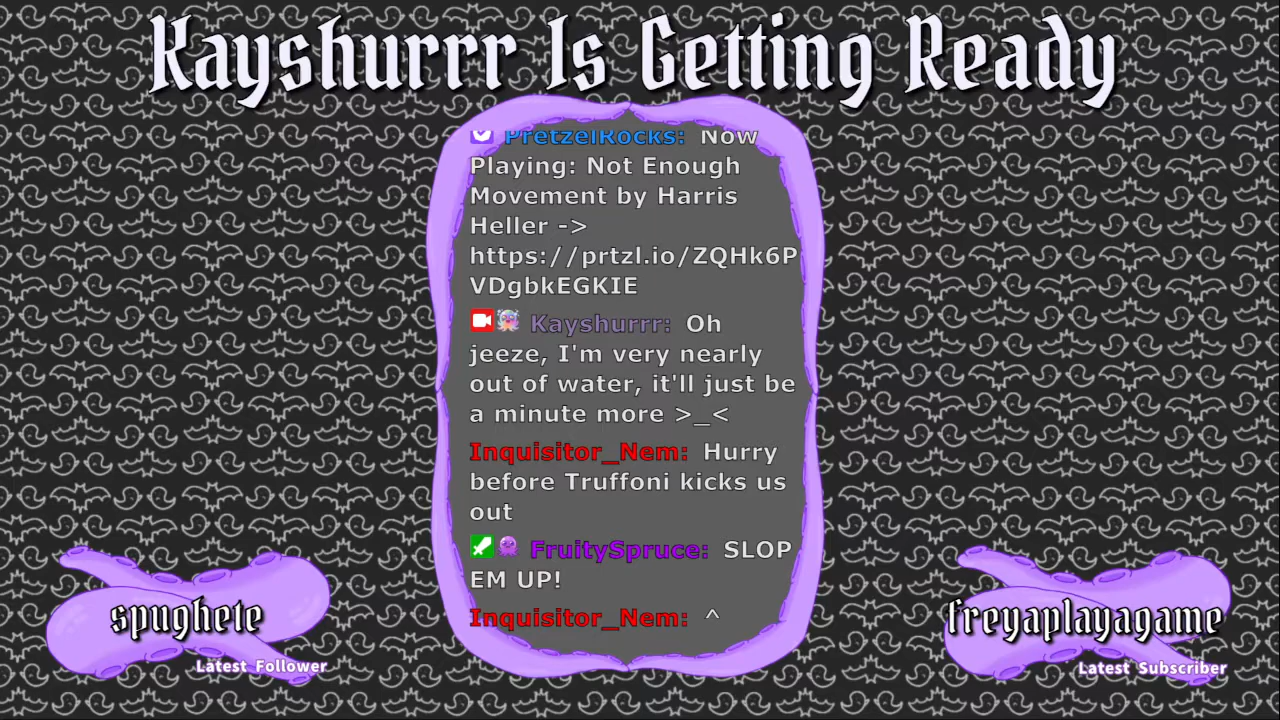 Kayshurrr Is Getting Ready
PretzelRocks: Now
Playing: Not Enough
Movement by Harris
Heller ->
https://prtzl.io/ZQHk6P
VDgbkEGKIE
Kayshurrr: Oh
jeeze, I'm very nearly
out of water, it'll just be
a minute more >_<
Inquisitor_Nem: Hurry
before Truffoni kicks us
out
FruitySpruce: SLOP
EM UP!
Inquisitor_Nem: ^
spughete
Latest Follower
freyaplayagame
Latest Subscriber